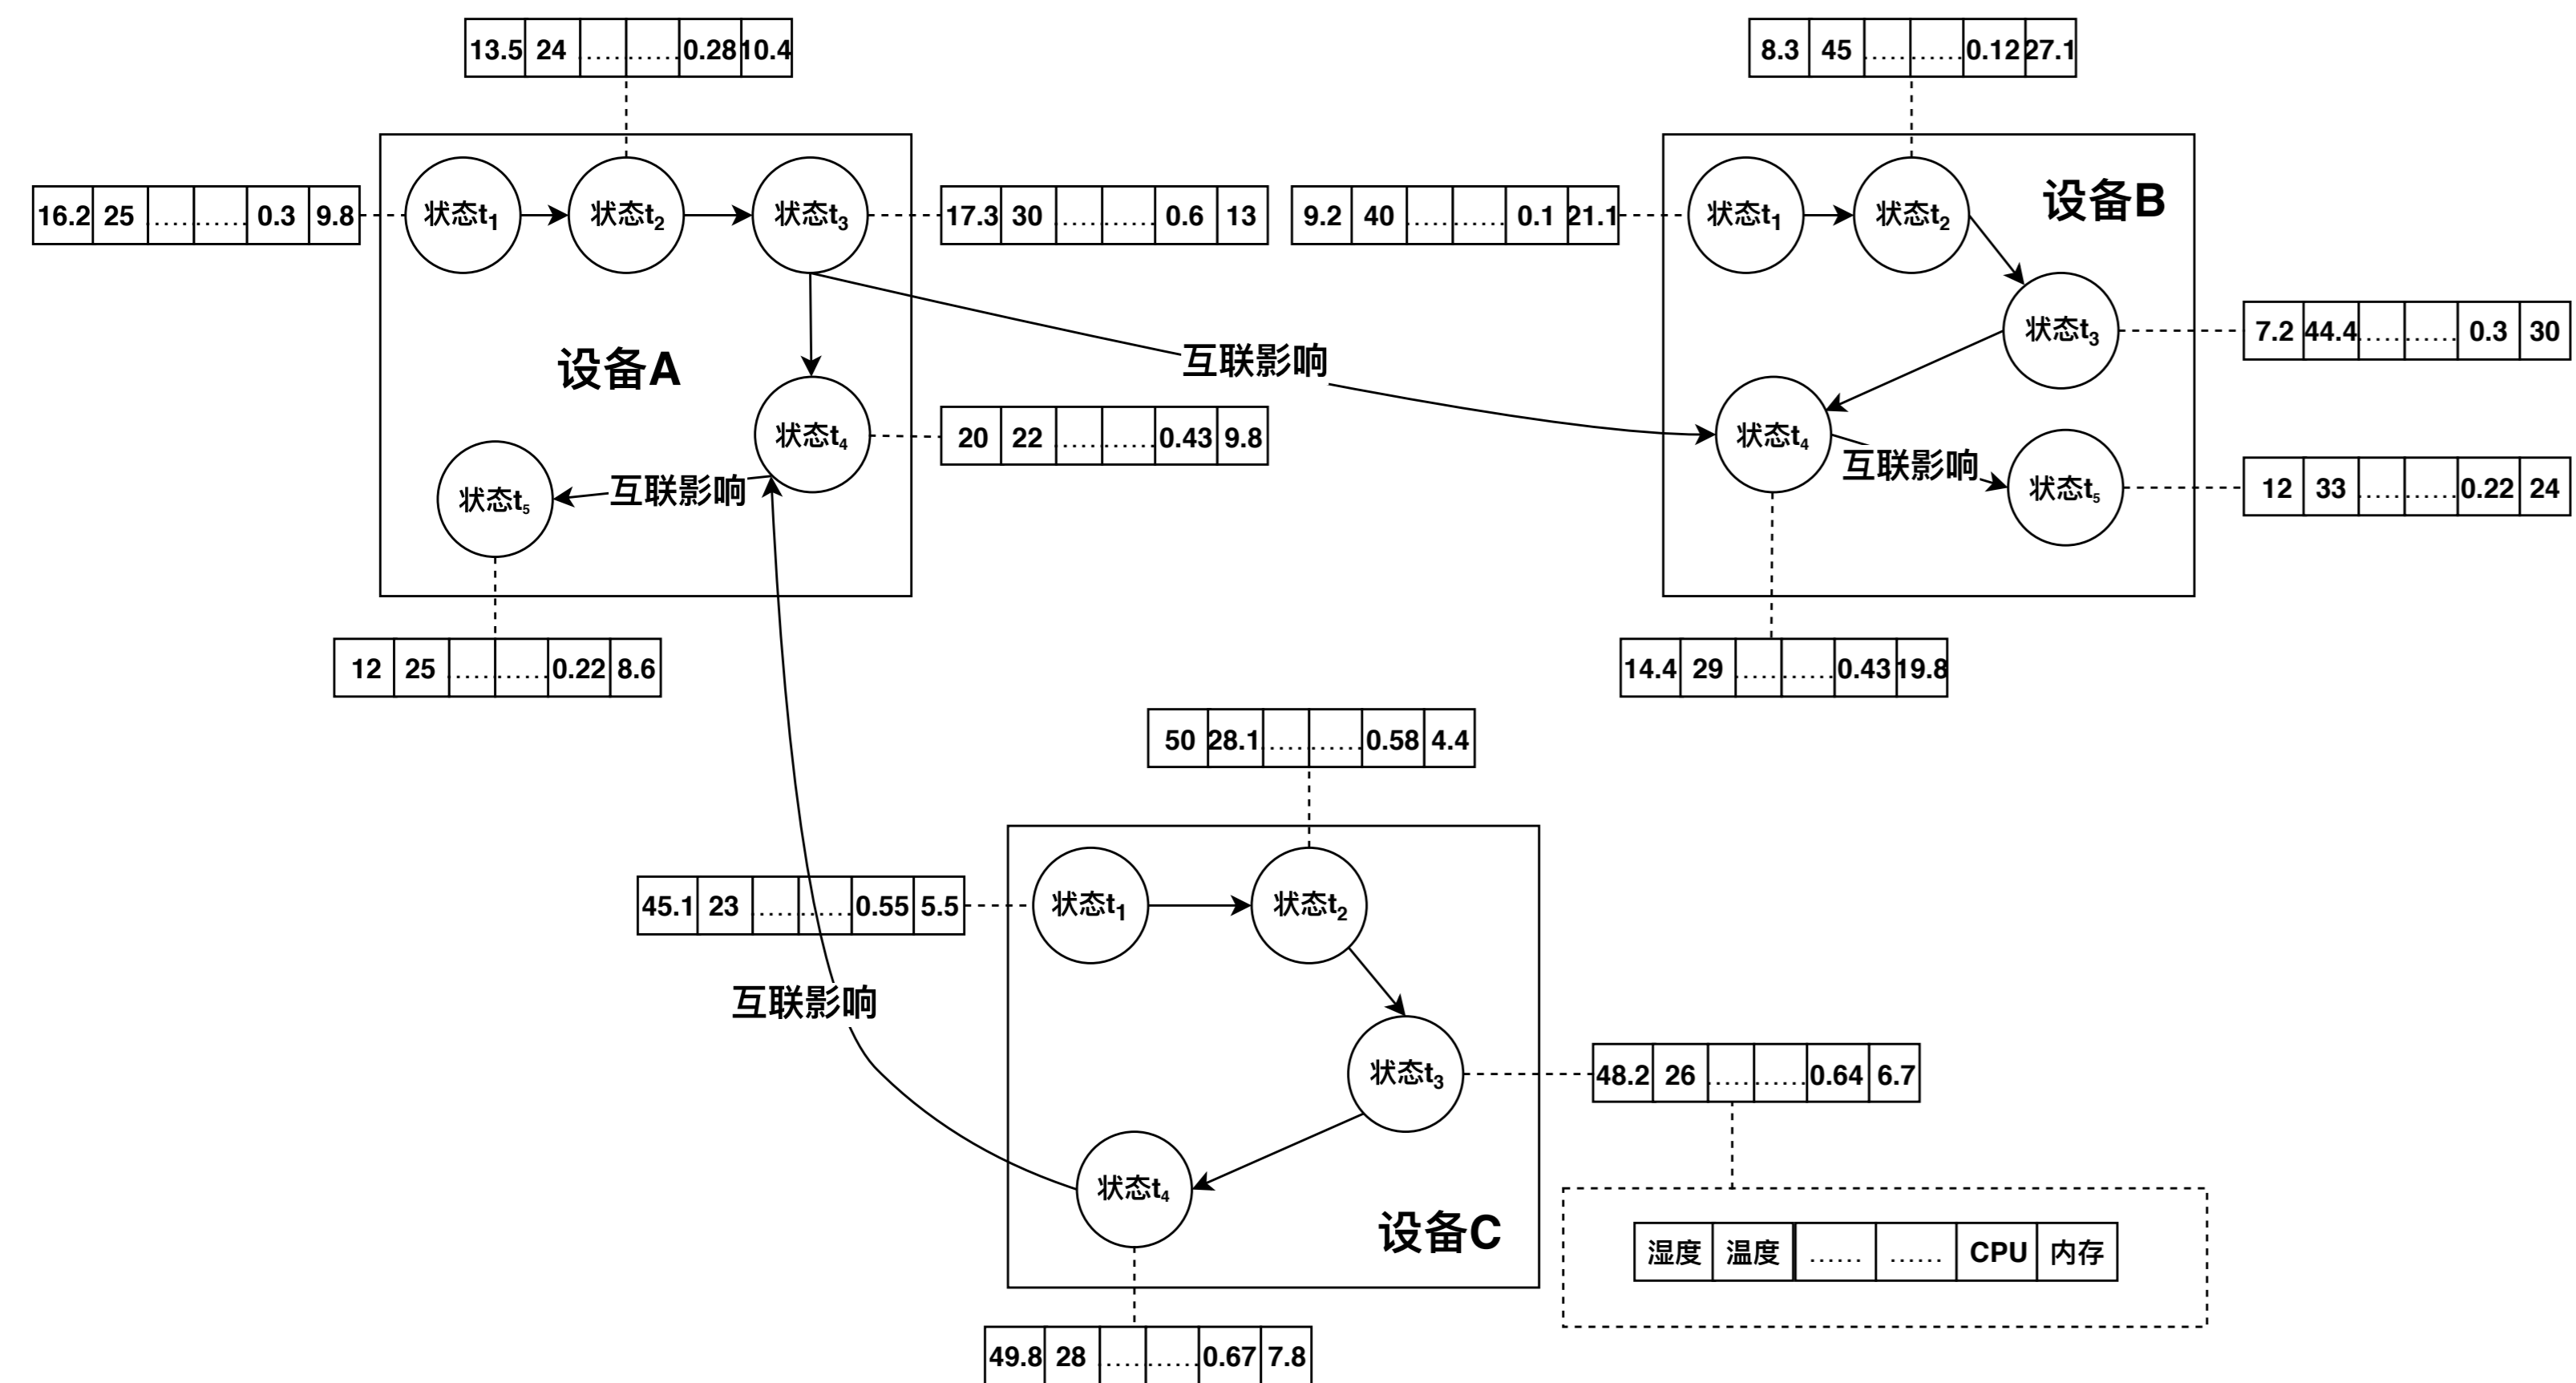 13.5 24 ...... ...... 0.28 10.4
8.3 45 ...... ...... 0.12 27.1
16.2 25 ...... ...... 0.3 9.8
状态t₁
状态t₂
状态t₃
17.3 30 ...... ...... 0.6 13
9.2 40 ...... ...... 0.1 21.1
状态t₁
状态t₂
设备B
状态t₃
7.2 44.4 ...... ...... 0.3 30
设备A
互联影响
状态t₄
20 22 ...... ...... 0.43 9.8
状态t₄
互联影响
状态t₅
12 33 ...... ...... 0.22 24
状态t₅
互联影响
12 25 ...... ...... 0.22 8.6
14.4 29 ...... ...... 0.43 19.8
50 28.1 ...... ...... 0.58 4.4
45.1 23 ...... ...... 0.55 5.5
状态t₁
状态t₂
互联影响
状态t₃
48.2 26 ...... ...... 0.64 6.7
状态t₄
设备C
湿度 温度 ...... ...... CPU 内存
49.8 28 ...... ...... 0.67 7.8